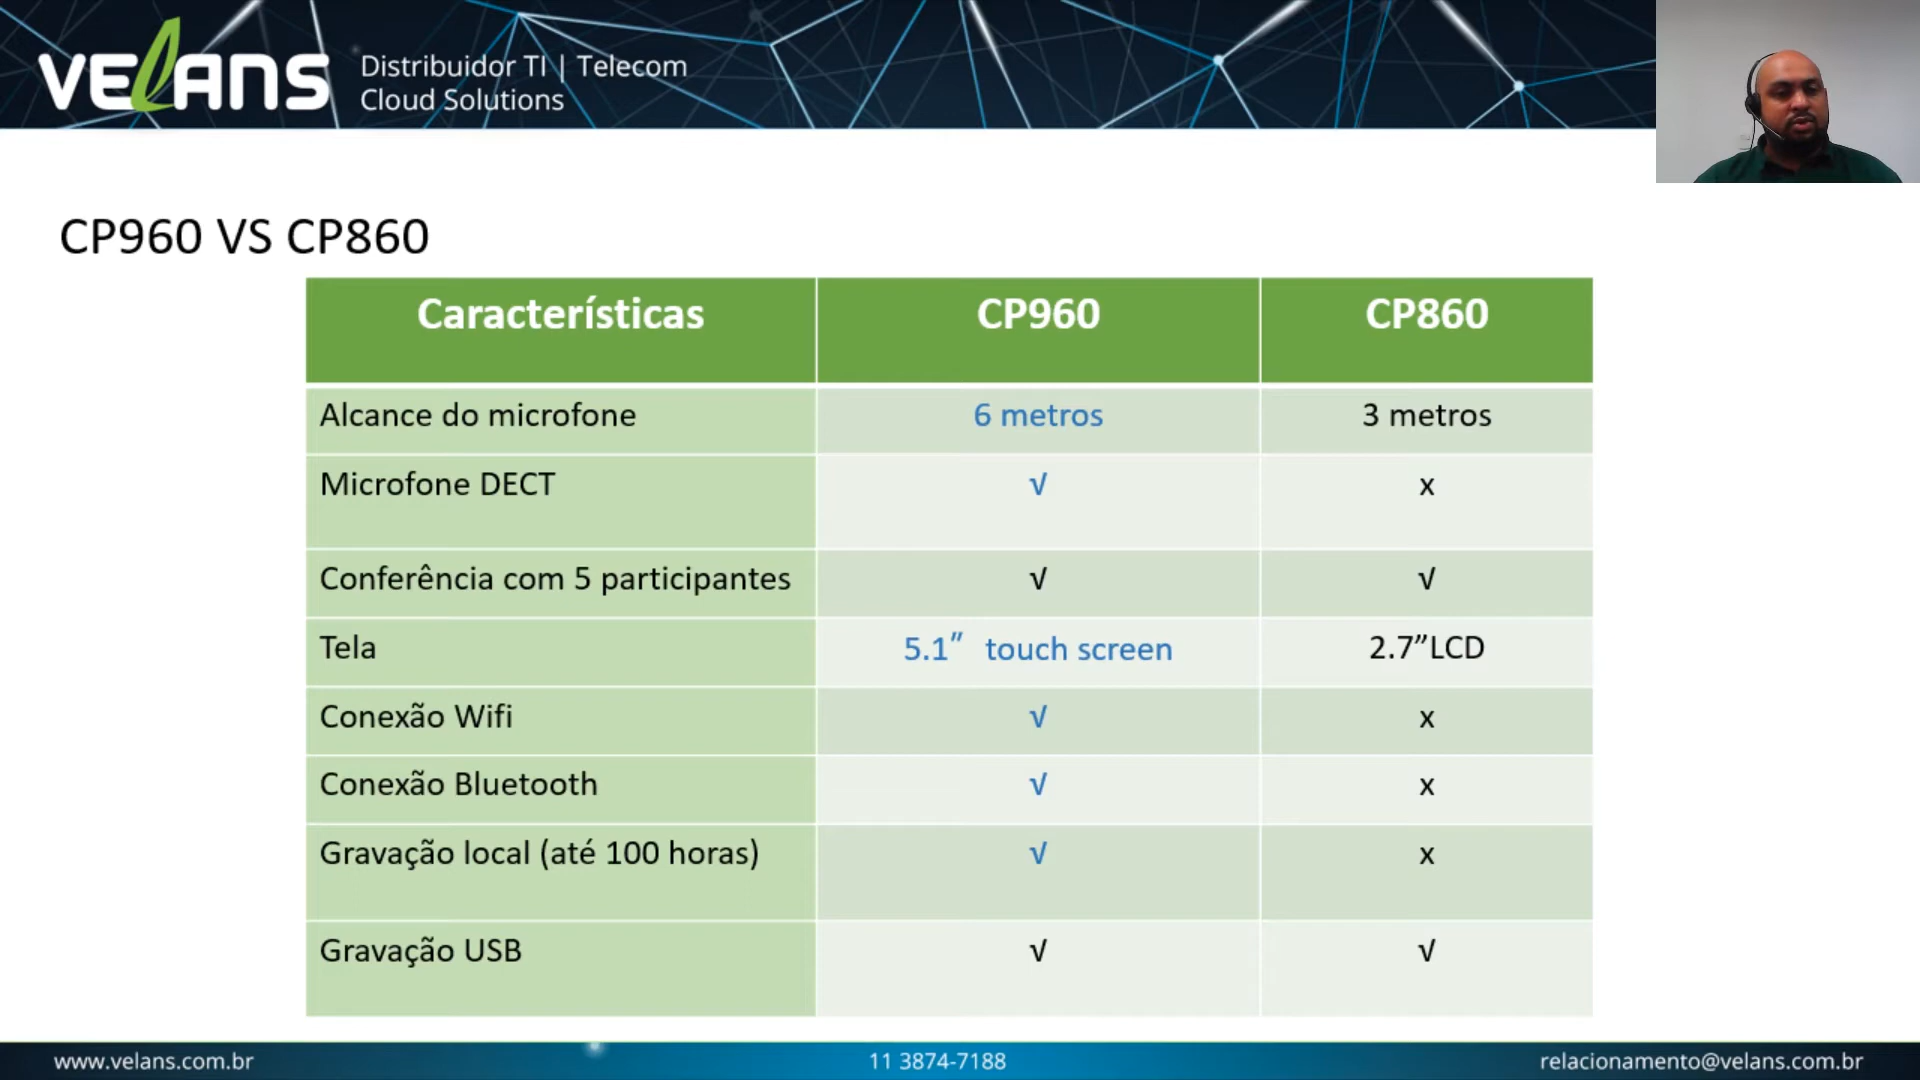 VELANS
Distribuidor TI | Telecom
Cloud Solutions
CP960 VS CP860
Características CP960 CP860
Alcance do microfone 6 metros 3 metros
Microfone DECT √ x
Conferência com 5 participantes √ √
Tela 5.1″ touch screen 2.7”LCD
Conexão Wifi √ x
Conexão Bluetooth √ x
Gravação local (até 100 horas) √ x
Gravação USB √ √
www.velans.com.br 11 3874-7188 relacionamento@velans.com.br